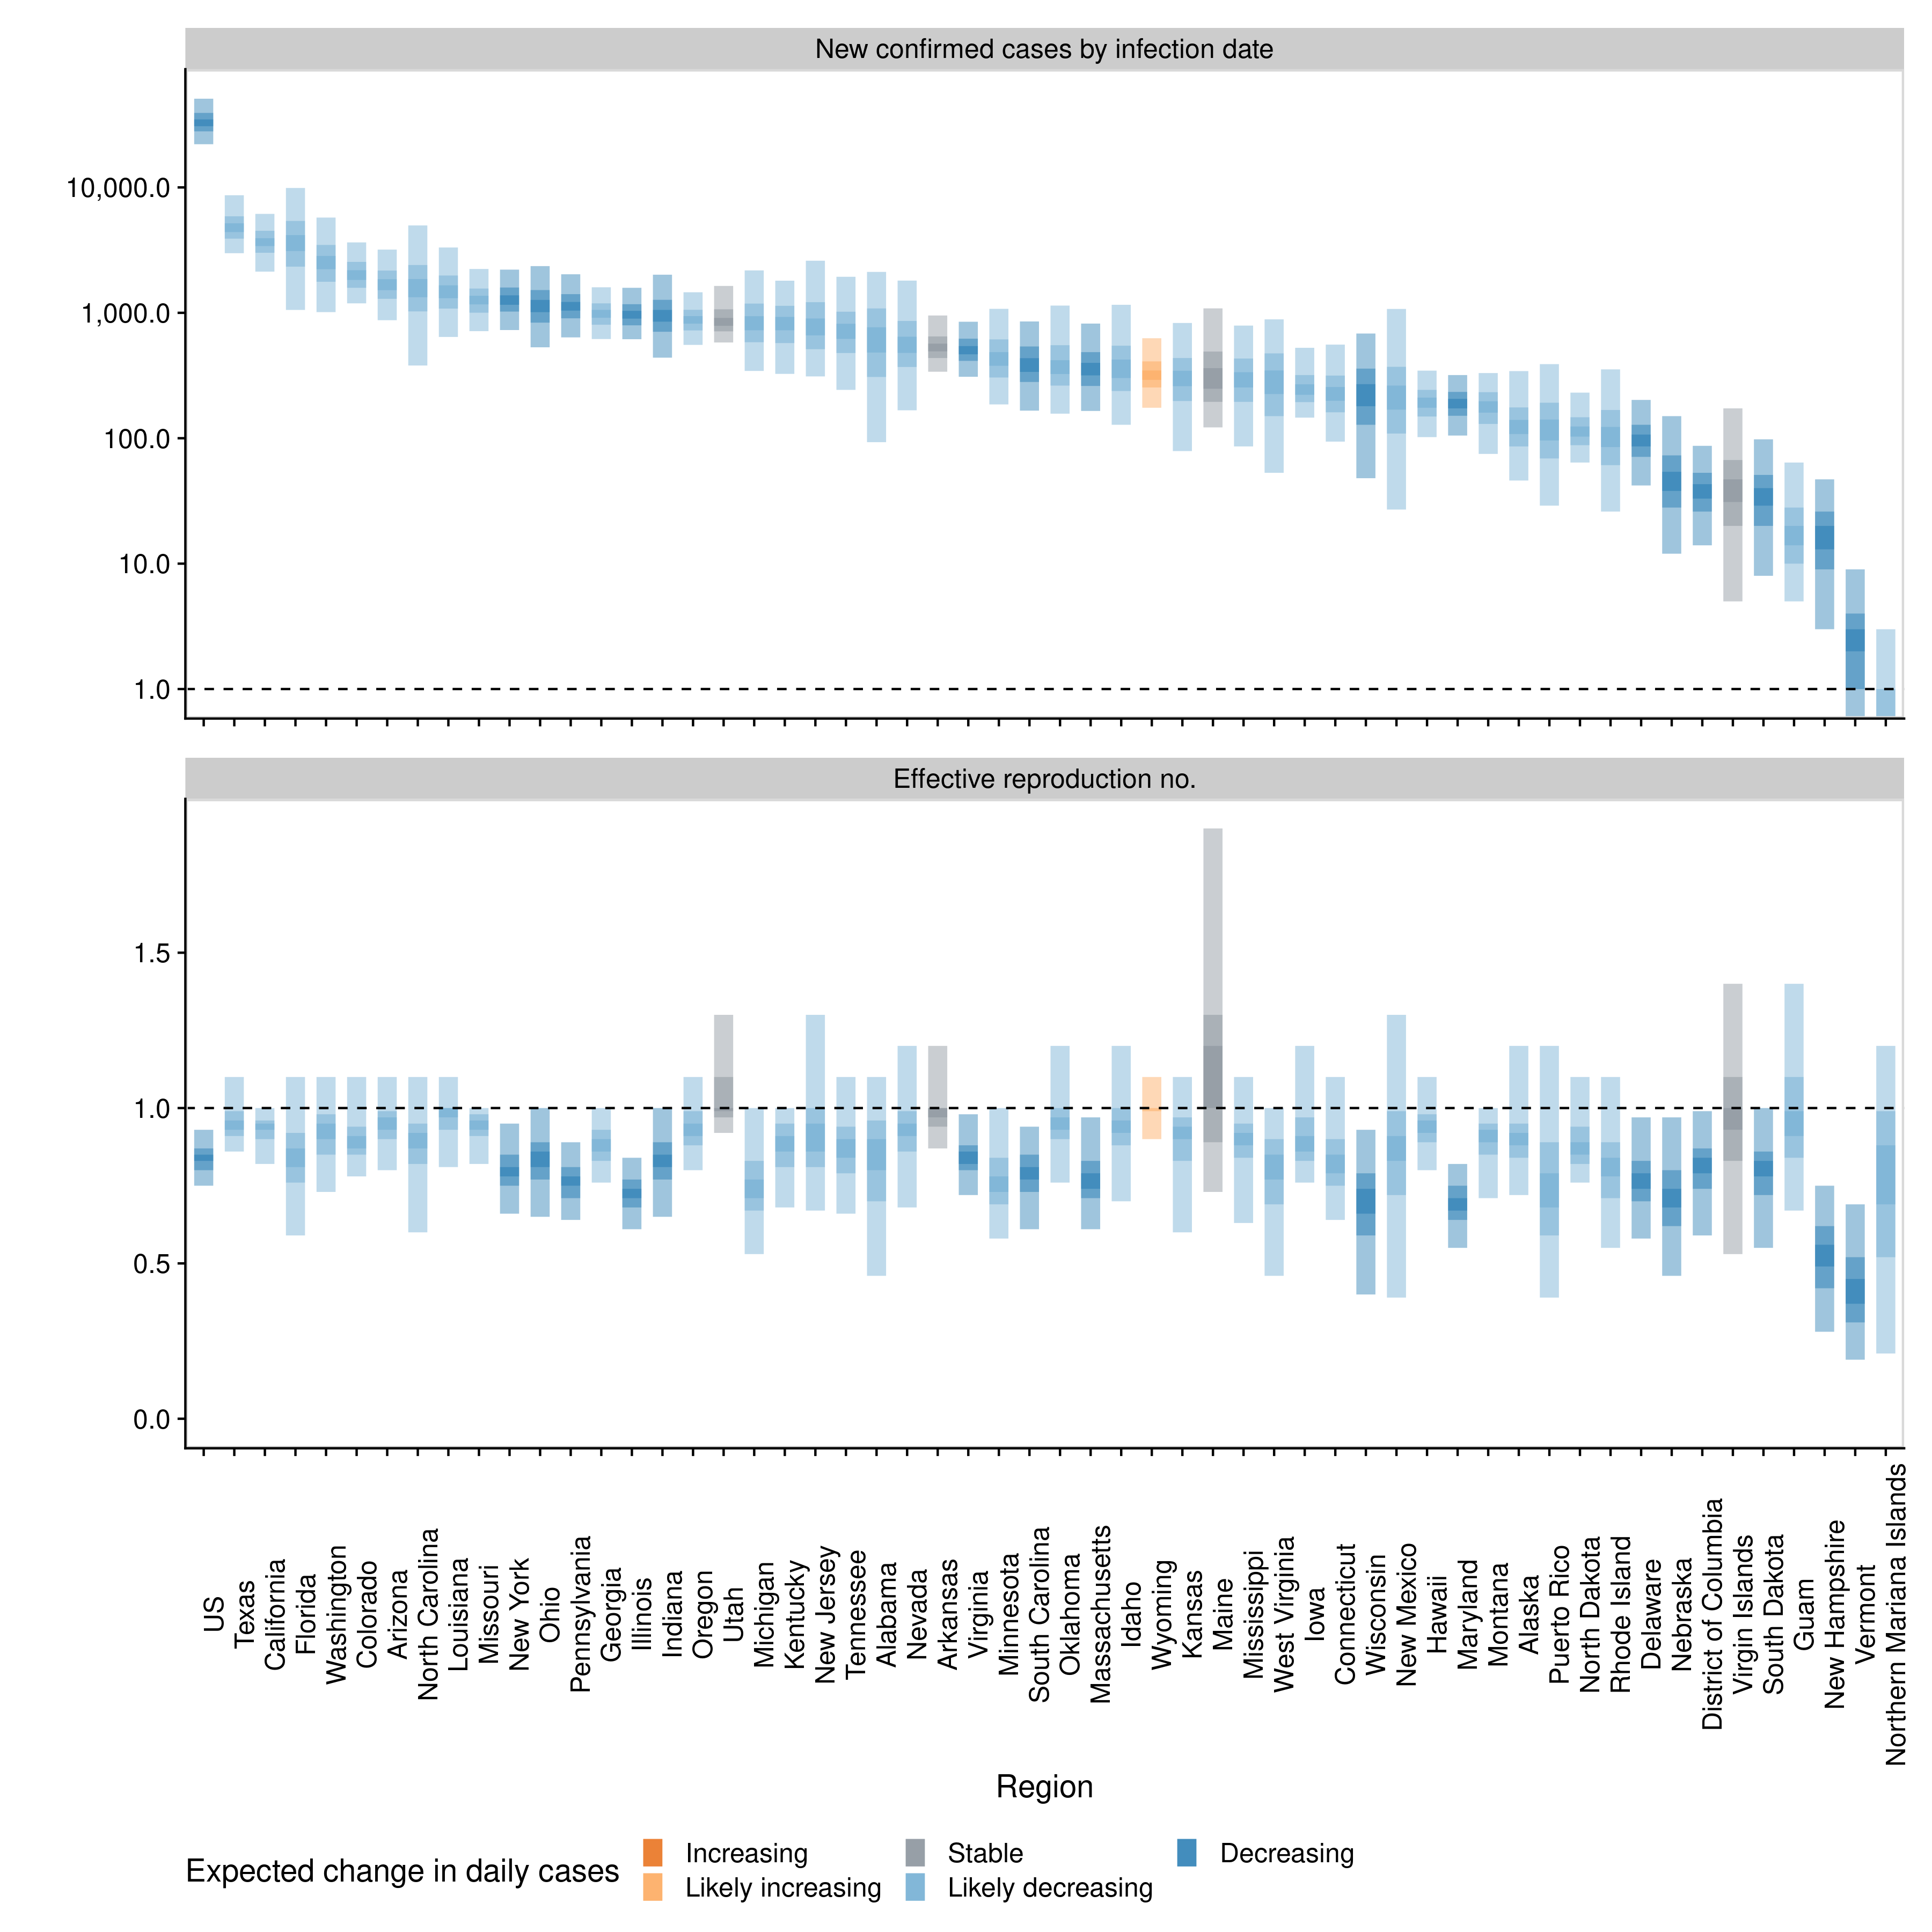 New confirmed cases by infection date
10,000.0
1,000.0
100.0
10.0
1.0
Effective reproduction no.
1.5
1.0
0.5
0.0
US
Texas
California
Florida
Washington
Colorado
Arizona
North Carolina
Louisiana
Missouri
New York
Ohio
Pennsylvania
Georgia
Illinois
Indiana
Oregon
Utah
Michigan
Kentucky
New Jersey
Tennessee
Alabama
Nevada
Arkansas
Virginia
Minnesota
South Carolina
Oklahoma
Massachusetts
Idaho
Wyoming
Kansas
Maine
Mississippi
West Virginia
Iowa
Connecticut
Wisconsin
New Mexico
Hawaii
Maryland
Montana
Alaska
Puerto Rico
North Dakota
Rhode Island
Delaware
Nebraska
District of Columbia
Virgin Islands
South Dakota
Guam
New Hampshire
Vermont
Northern Mariana Islands
Region
Expected change in daily cases
Increasing
Stable
Decreasing
Likely increasing
Likely decreasing